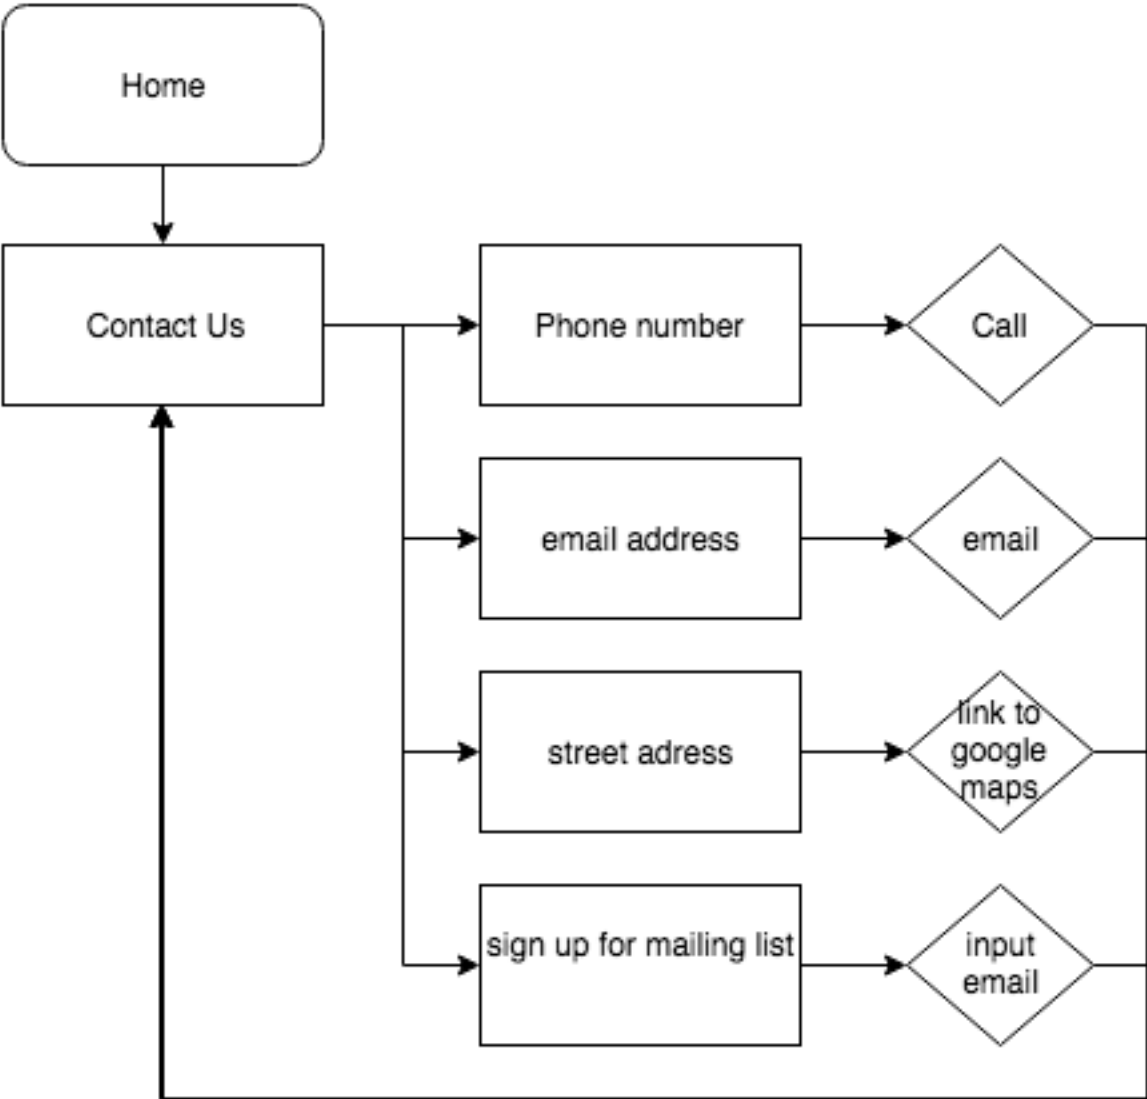 Home
Contact Us
Phone number
Call
email address
email
street adress
link to
google
maps
sign up for mailing list
input
email